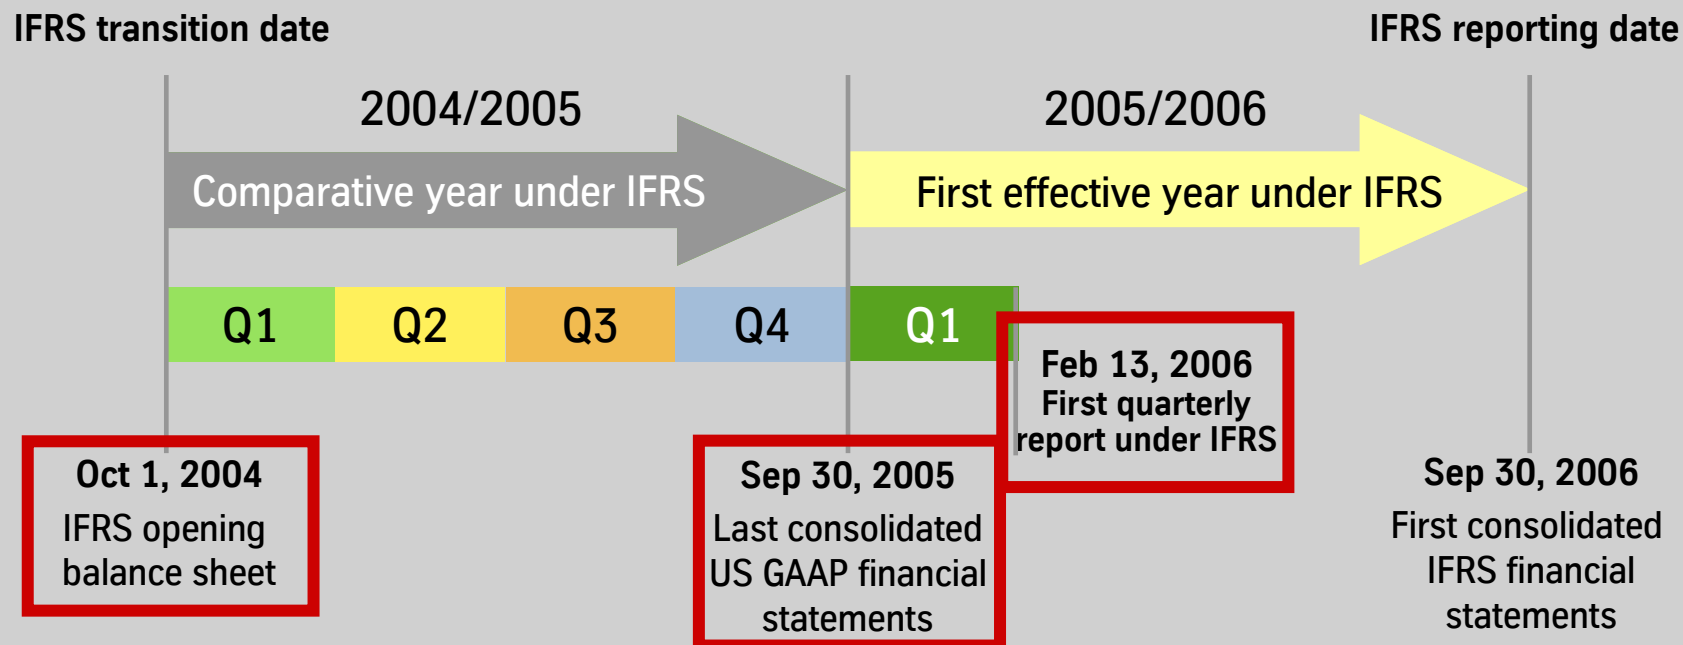 IFRS transition date
IFRS reporting date
2004/2005
2005/2006
Comparative year under IFRS
First effective year under IFRS
Q1
Q2
Q3
Q4
Q1
Feb 13, 2006
First quarterly
report under IFRS
Oct 1, 2004
IFRS opening
balance sheet
Sep 30, 2005
Last consolidated
US GAAP financial
statements
Sep 30, 2006
First consolidated
IFRS financial
statements